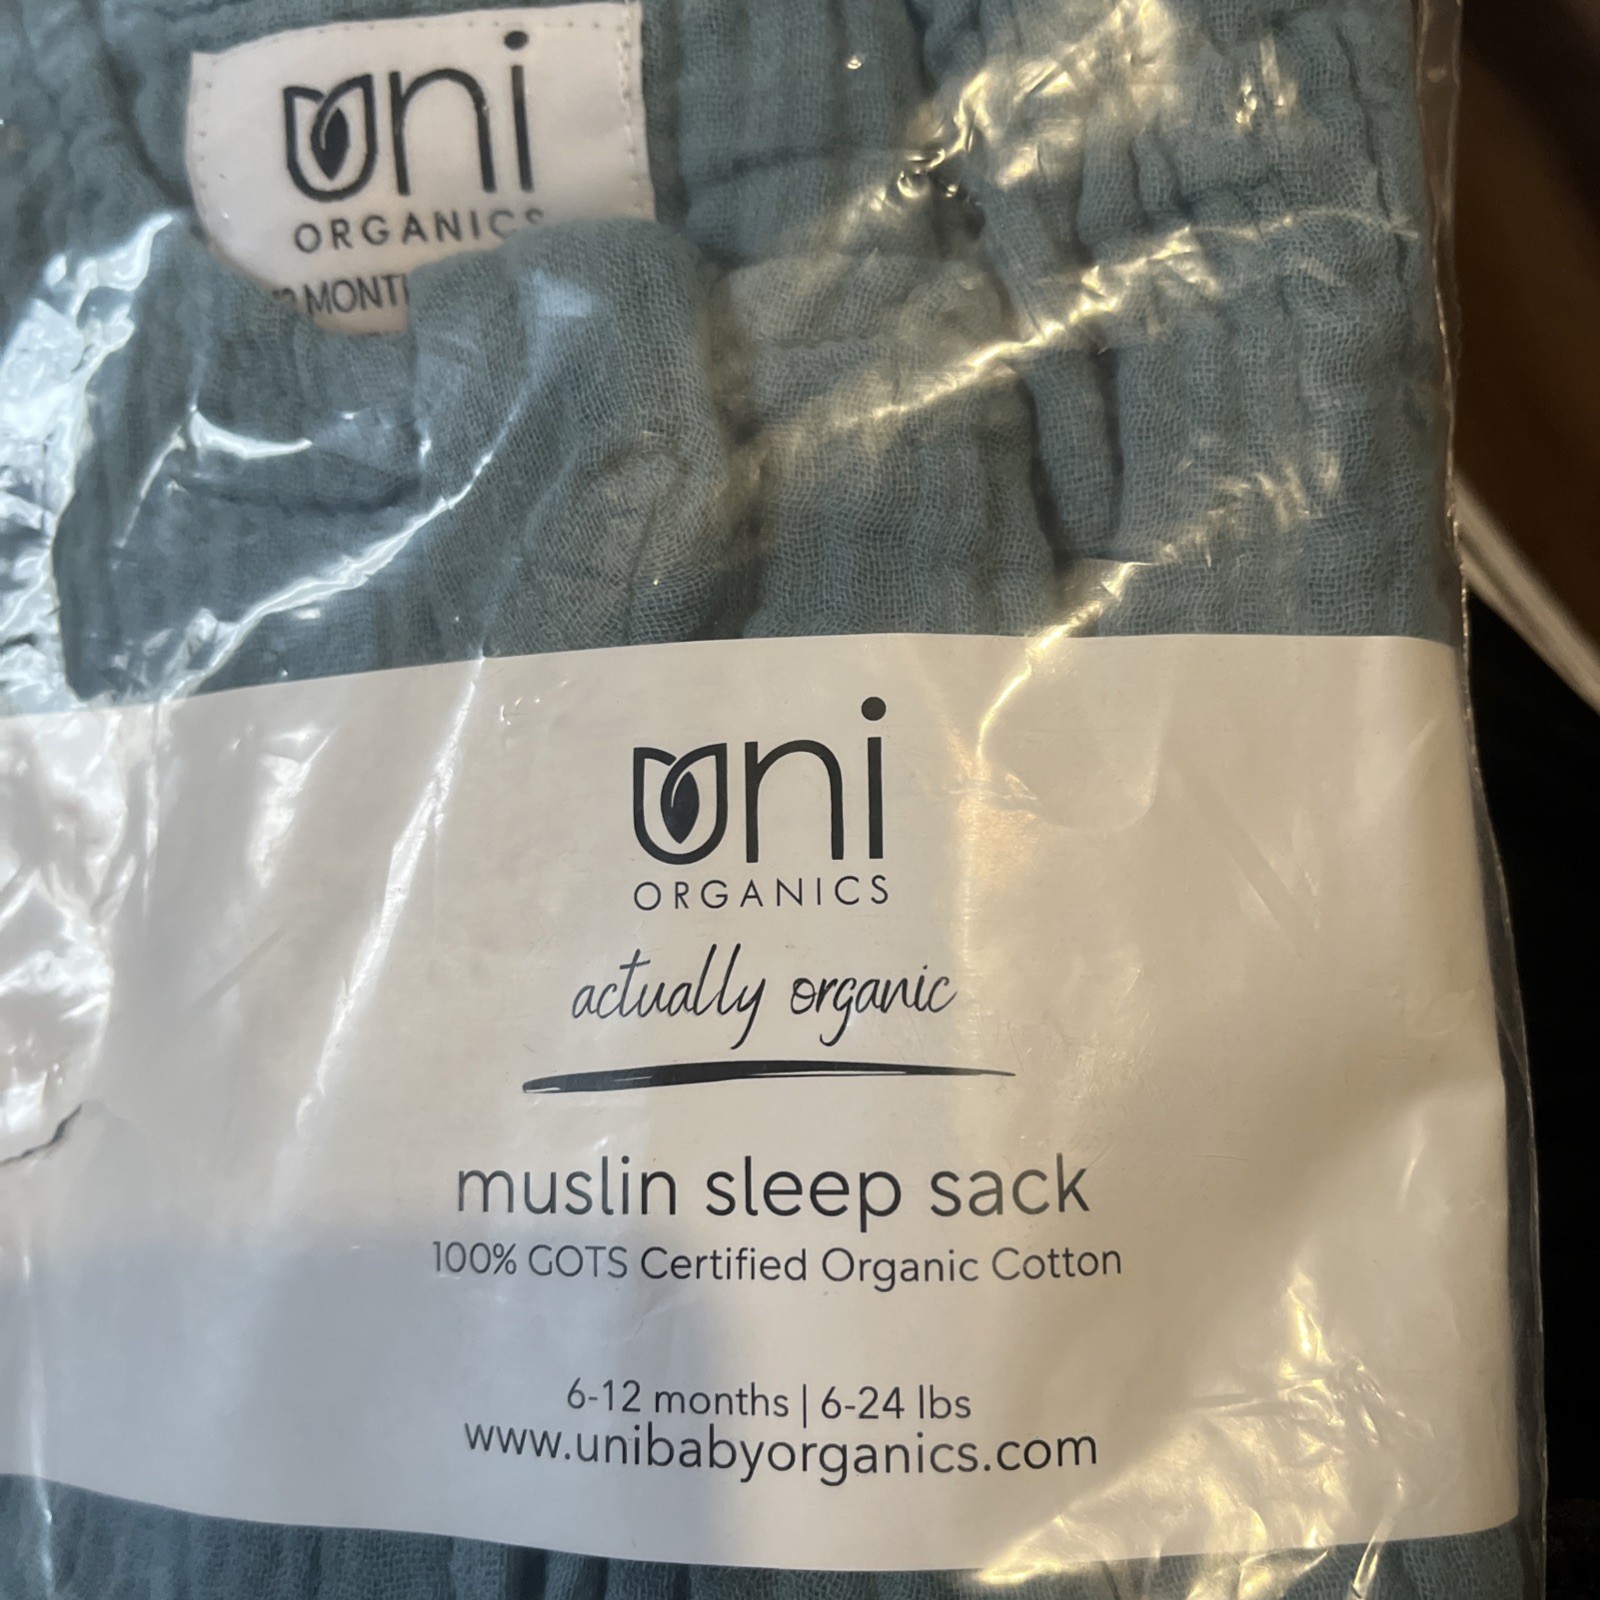 uni
ORGANICS
MONTH
uni
ORGANICS
actually organic
muslin sleep sack
100% GOTS Certified Organic Cotton
6-12 months | 6-24 lbs
www.unibabyorganics.com